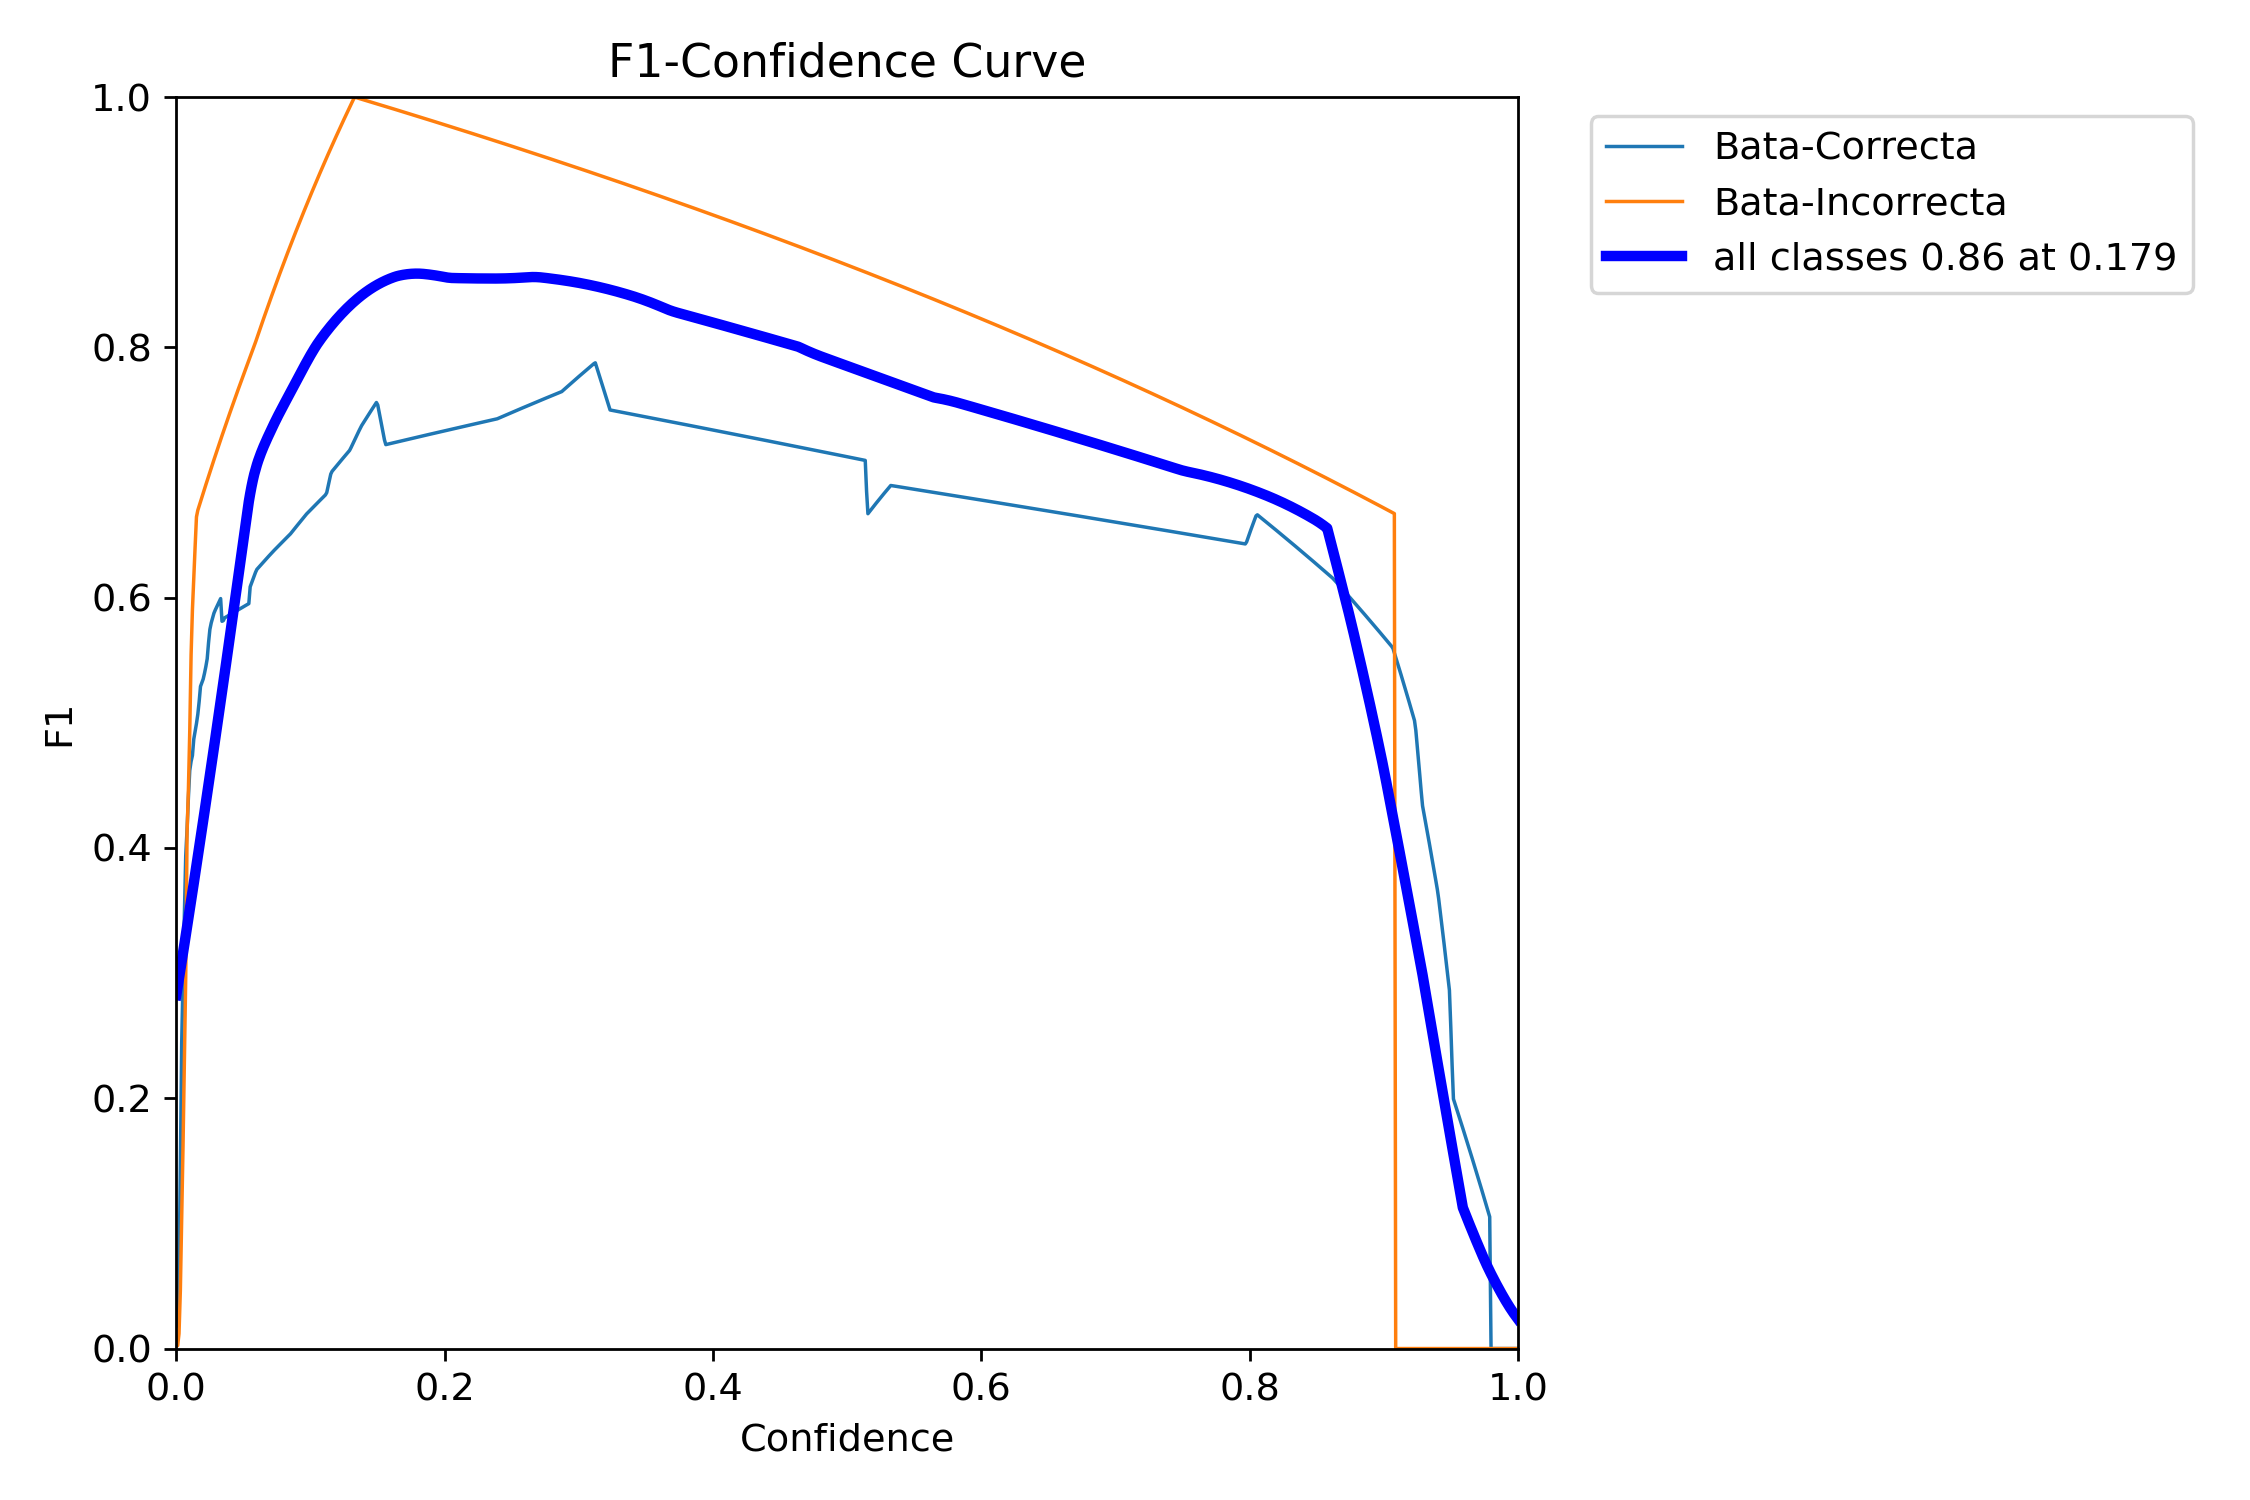 F1-Confidence Curve
1.0
0.8
0.6
0.4
0.2
0.0
F1
0.0 0.2 0.4 0.6 0.8 1.0
Confidence
Bata-Correcta
Bata-Incorrecta
all classes 0.86 at 0.179